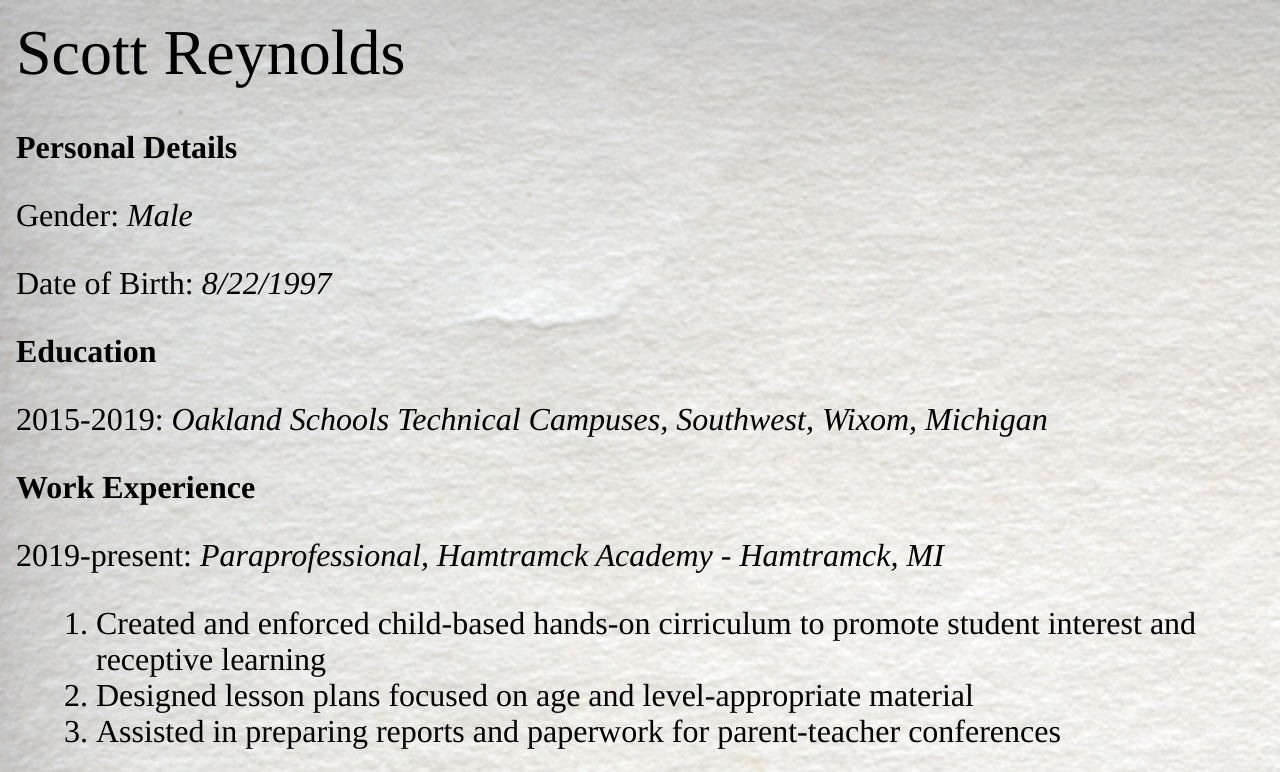 Scott Reynolds
Personal Details
Gender: Male
Date of Birth: 8/22/1997
Education
2015-2019: Oakland Schools Technical Campuses, Southwest, Wixom, Michigan
Work Experience
2019-present: Paraprofessional, Hamtramck Academy - Hamtramck, MI
1. Created and enforced child-based hands-on cirriculum to promote student interest and
receptive learning
2. Designed lesson plans focused on age and level-appropriate material
3. Assisted in preparing reports and paperwork for parent-teacher conferences